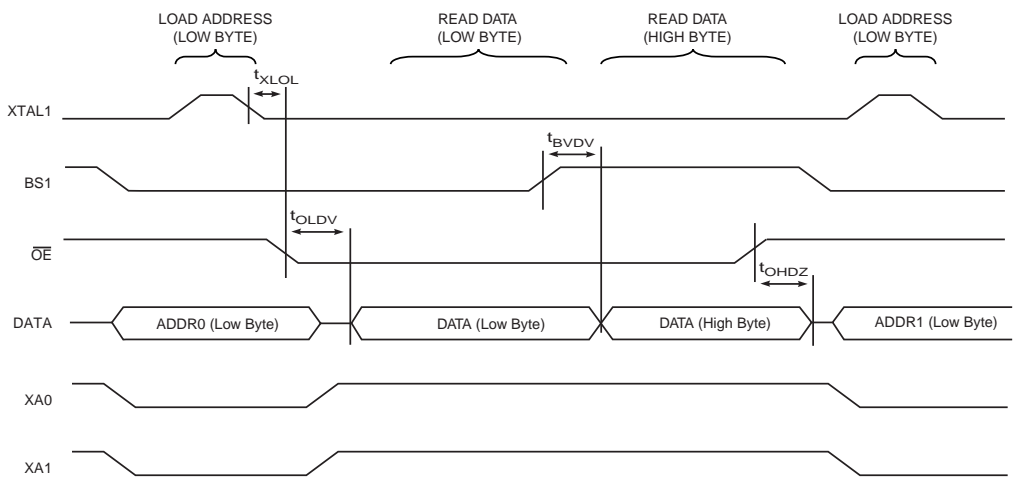 LOAD ADDRESS
(LOW BYTE)
READ DATA
(LOW BYTE)
READ DATA
(HIGH BYTE)
LOAD ADDRESS
(LOW BYTE)
tXLOL
XTAL1
tBVDV
BS1
tOLDV
OE
tOHDZ
DATA
ADDR0 (Low Byte)
DATA (Low Byte)
DATA (High Byte)
ADDR1 (Low Byte)
XA0
XA1